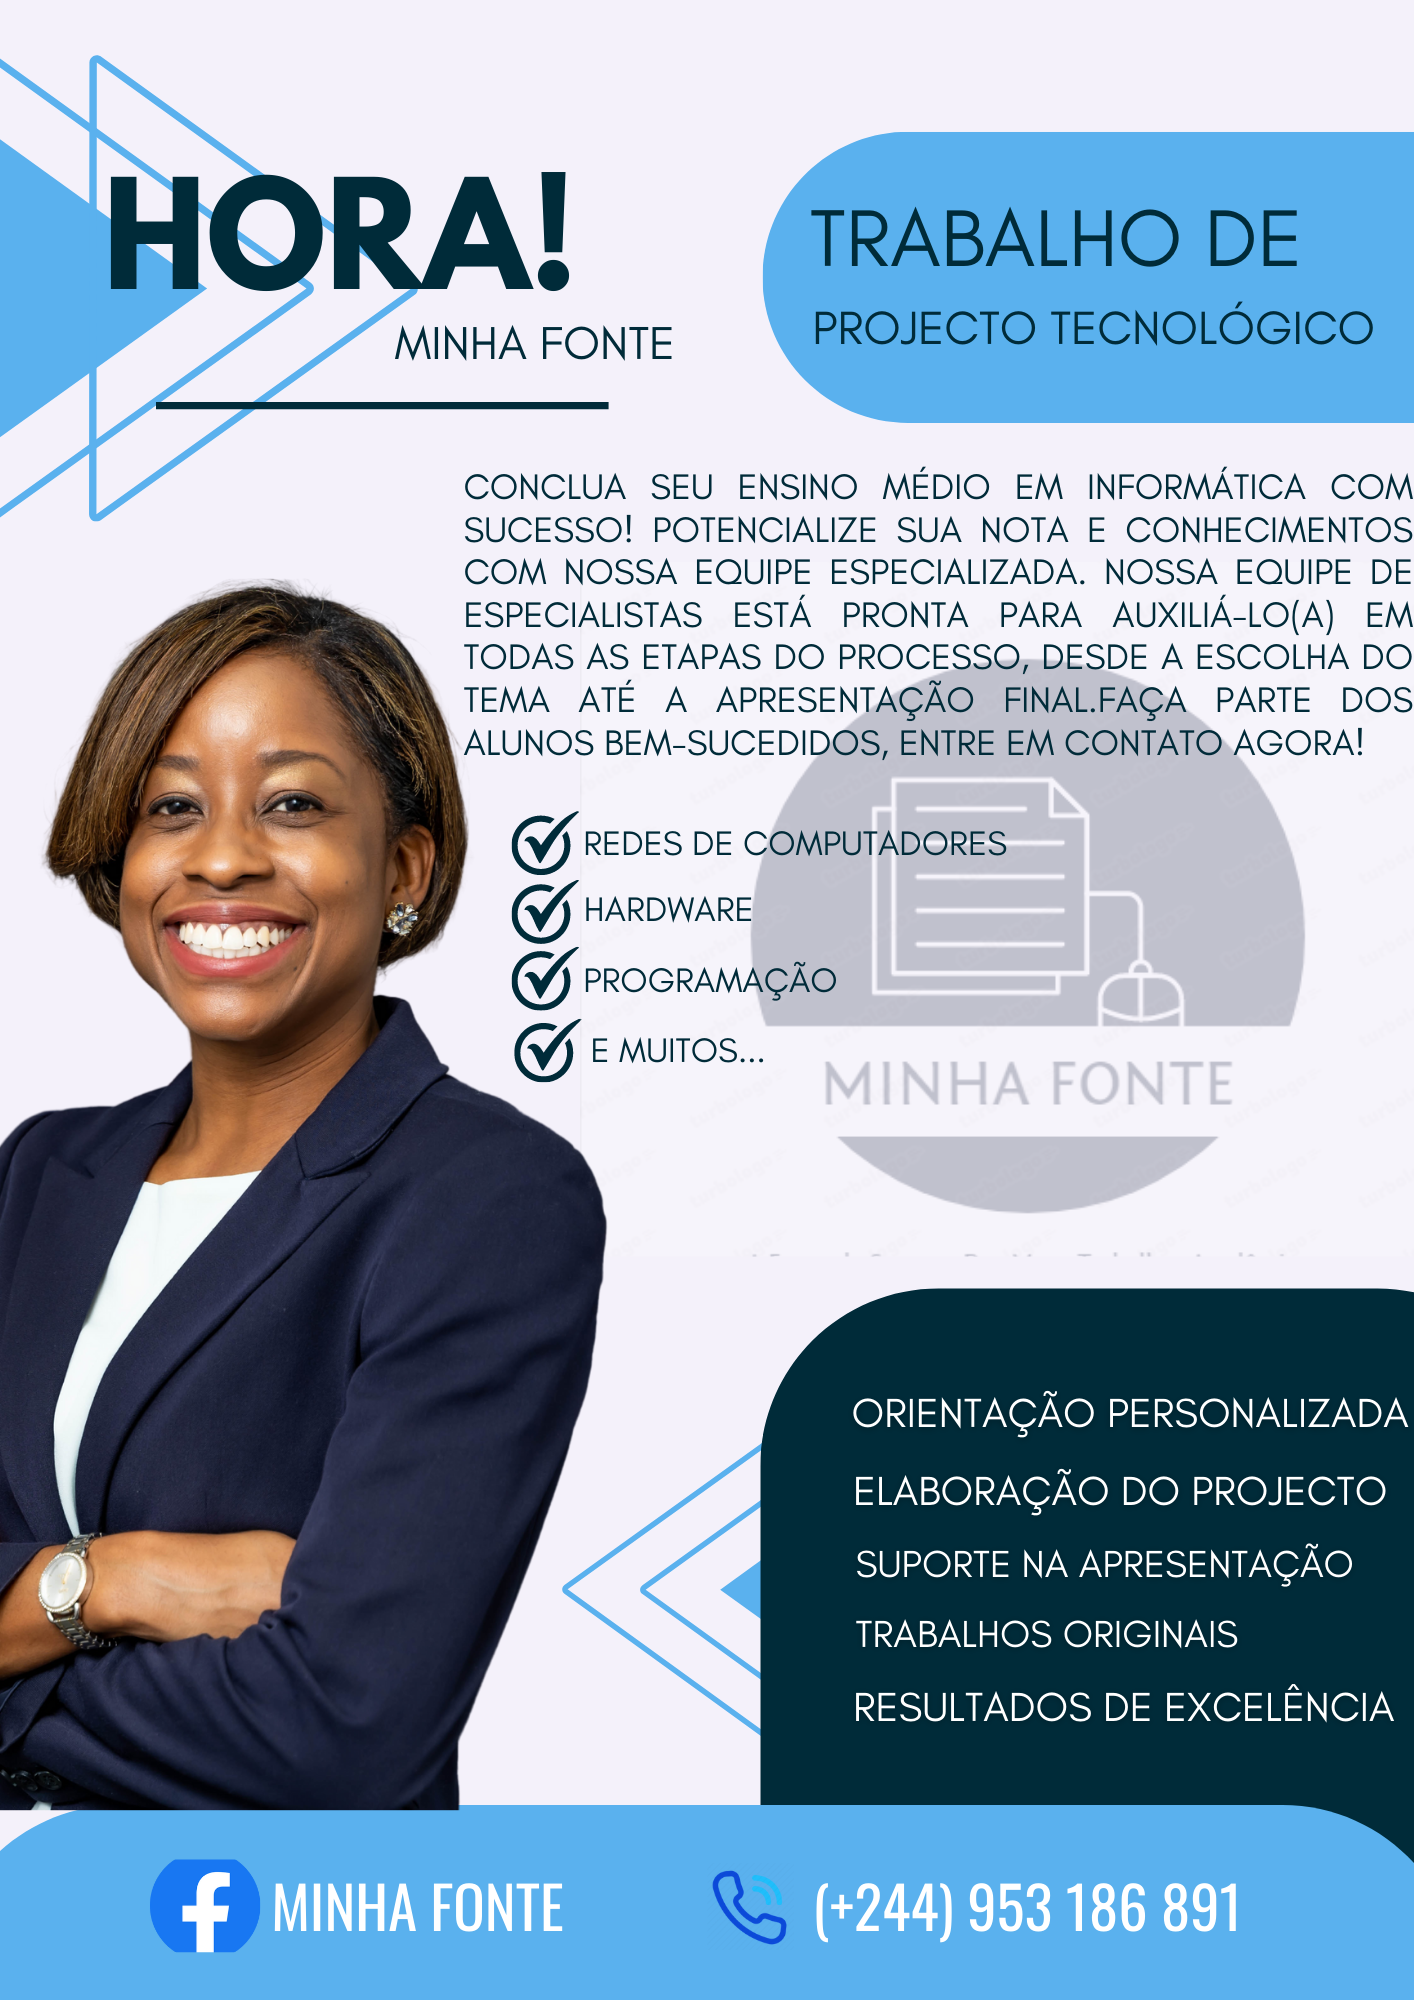 HORA!
MINHA FONTE
TRABALHO DE
PROJECTO TECNOLÓGICO
CONCLUA SEU ENSINO MÉDIO EM INFORMÁTICA COM
SUCESSO! POTENCIALIZE SUA NOTA E CONHECIMENTOS
COM NOSSA EQUIPE ESPECIALIZADA. NOSSA EQUIPE DE
ESPECIALISTAS ESTÁ PRONTA PARA AUXILIÁ-LO(A) EM
TODAS AS ETAPAS DO PROCESSO, DESDE A ESCOLHA DO
TEMA ATÉ A APRESENTAÇÃO FINAL.FAÇA PARTE DOS
ALUNOS BEM-SUCEDIDOS, ENTRE EM CONTATO AGORA!
REDES DE COMPUTADORES
HARDWARE
PROGRAMAÇÃO
E MUITOS...
MINHA FONTE
ORIENTAÇÃO PERSONALIZADA
ELABORAÇÃO DO PROJECTO
SUPORTE NA APRESENTAÇÃO
TRABALHOS ORIGINAIS
RESULTADOS DE EXCELÊNCIA
MINHA FONTE
(+244) 953 186 891